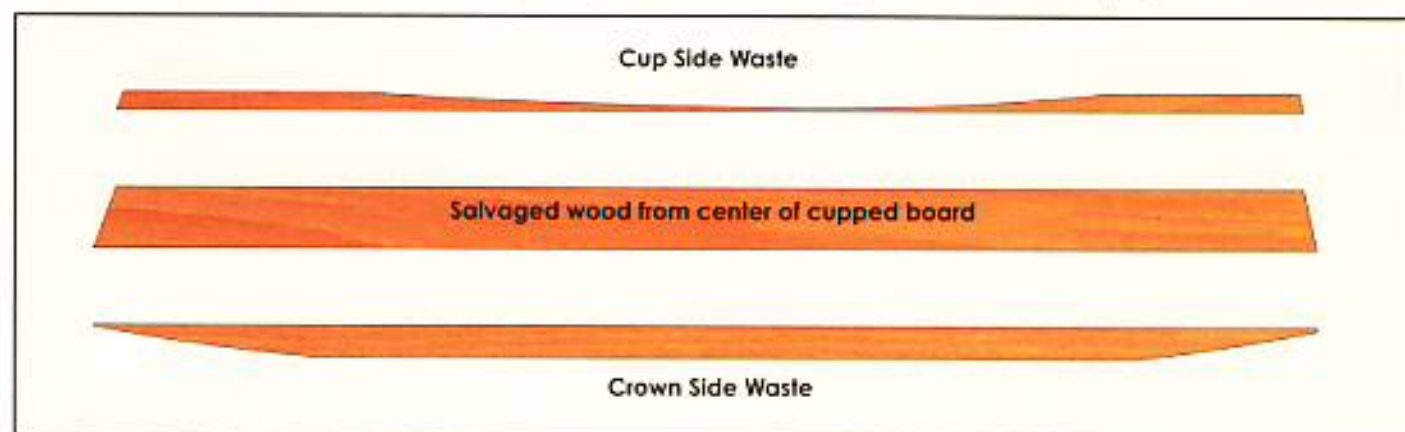 Cup Side Waste
Salvaged wood from center of cupped board
Crown Side Waste